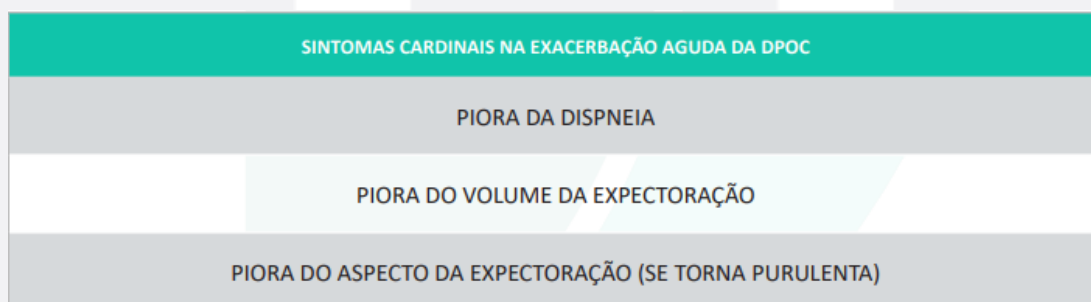 SINTOMAS CARDINAIS NA EXACERBAÇÃO AGUDA DA DPOC
PIORA DA DISPNEIA
PIORA DO VOLUME DA EXPECTORAÇÃO
PIORA DO ASPECTO DA EXPECTORAÇÃO (SE TORNA PURULENTA)